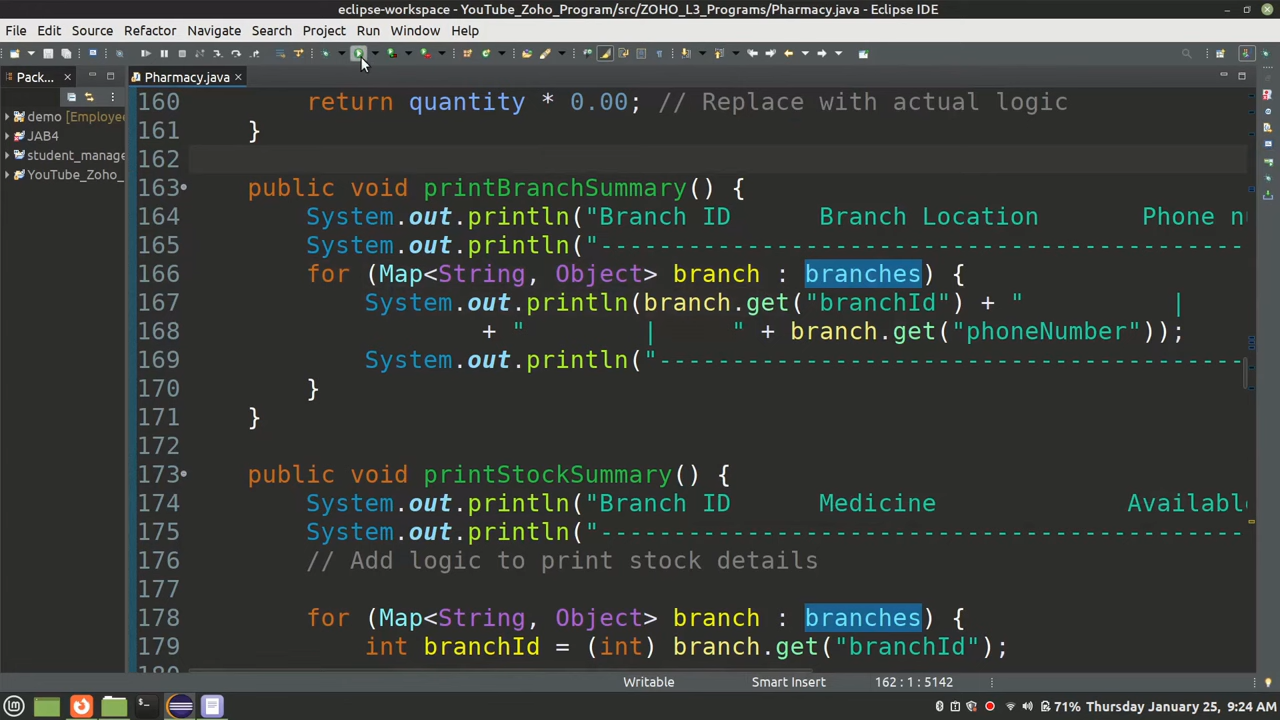 eclipse-workspace - YouTube_Zoho_Program/src/ZOHO_L3_Programs/Pharmacy.java - Eclipse IDE
File Edit Source Refactor Navigate Search Project Run Window Help
Pack... Pharmacy.java
demo [Employee
JAB4
student_manage
YouTube_Zoho_
160 return quantity * 0.00; // Replace with actual logic
161 }
162
163 public void printBranchSummary() {
164 System.out.println("Branch ID Branch Location Phone n
165 System.out.println("--------------------------------------------
166 for (Map<String, Object> branch : branches) {
167 System.out.println(branch.get("branchId") + " |
168 + " | " + branch.get("phoneNumber"));
169 System.out.println("----------------------------------------
170 }
171 }
172
173 public void printStockSummary() {
174 System.out.println("Branch ID Medicine Available
175 System.out.println("--------------------------------------------
176 // Add logic to print stock details
177
178 for (Map<String, Object> branch : branches) {
179 int branchId = (int) branch.get("branchId");
Writable Smart Insert 162 : 1 : 5142
71% Thursday January 25, 9:24 AM